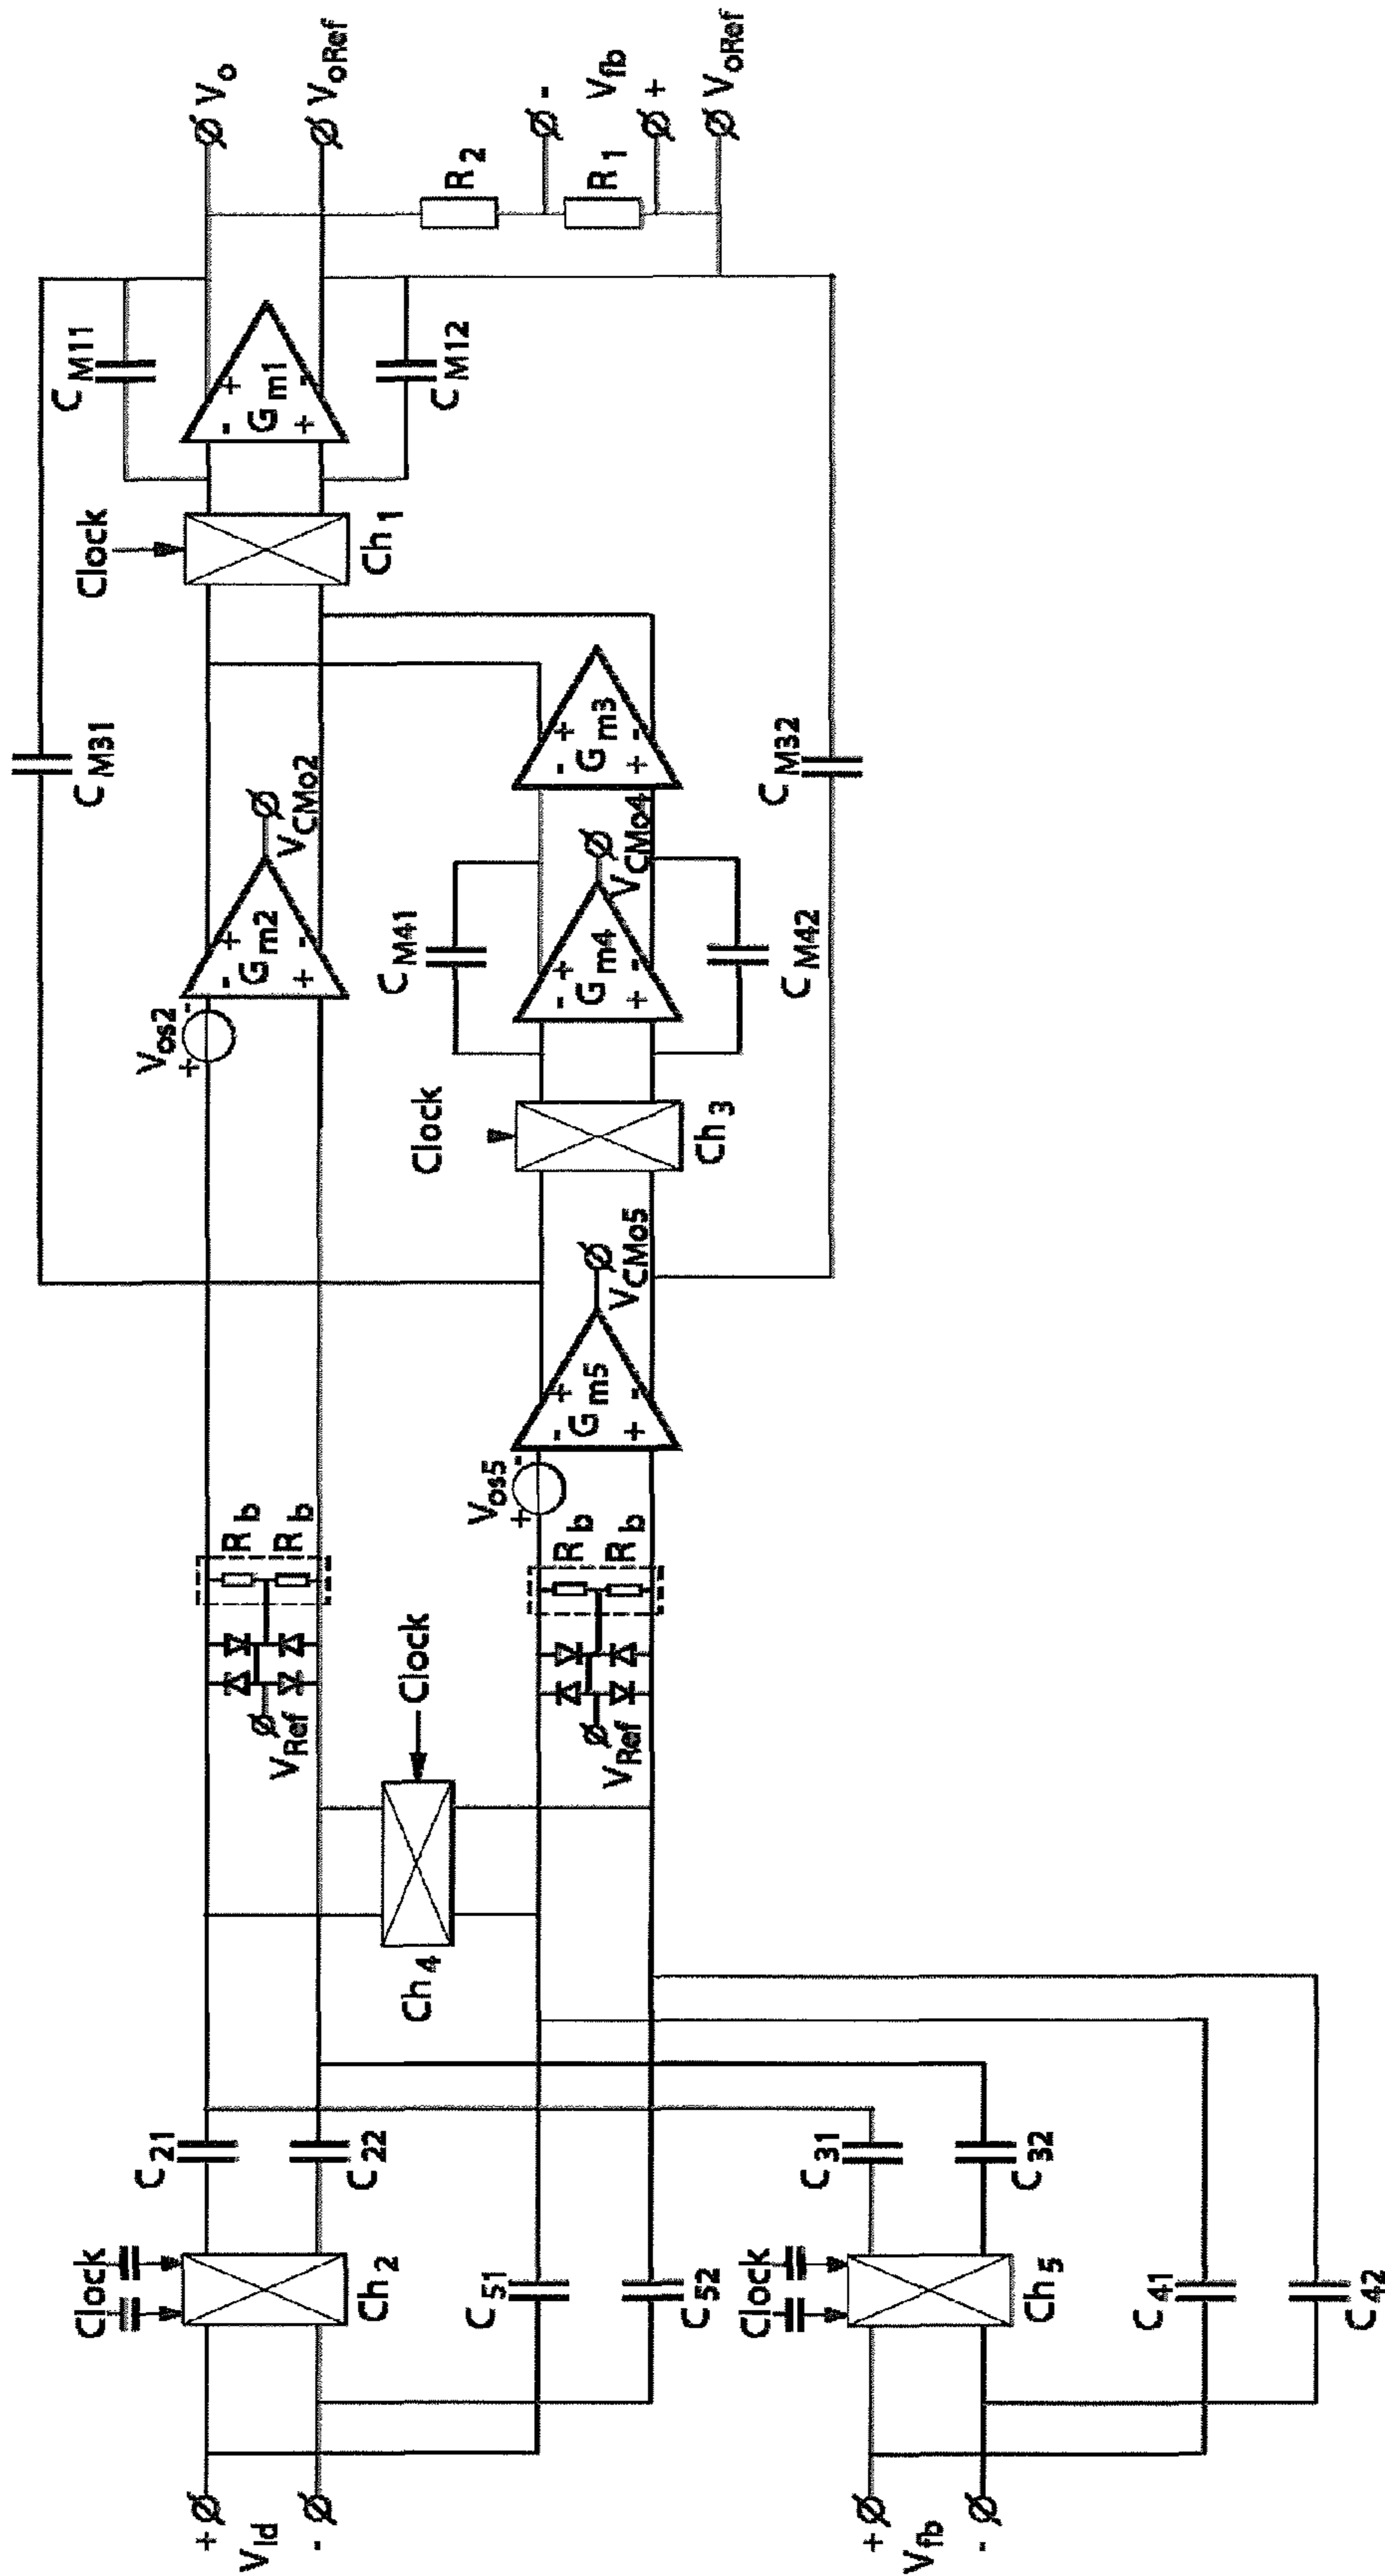 +
V_Id
-
Clock
Ch_2
C_21
C_22
C_51
C_52
+
V_fb
-
Clock
Ch_5
C_31
C_32
C_41
C_42
Ch_4
Clock
V_Ref
R_b
R_b
V_Ref
R_b
R_b
+ V_os5 -
- +
G_m5
+ -
V_CMo5
+ V_os2 -
- +
G_m2
+ -
V_CMo2
C_M31
C_M32
Clock
Ch_3
C_M41
C_M42
- +
G_m4
+ -
V_CMo4
- +
G_m3
+ -
Clock
Ch_1
C_M11
C_M12
- +
G_m1
+ -
V_o
V_oRef
R_2
R_1
-
V_fb
+
V_oRef